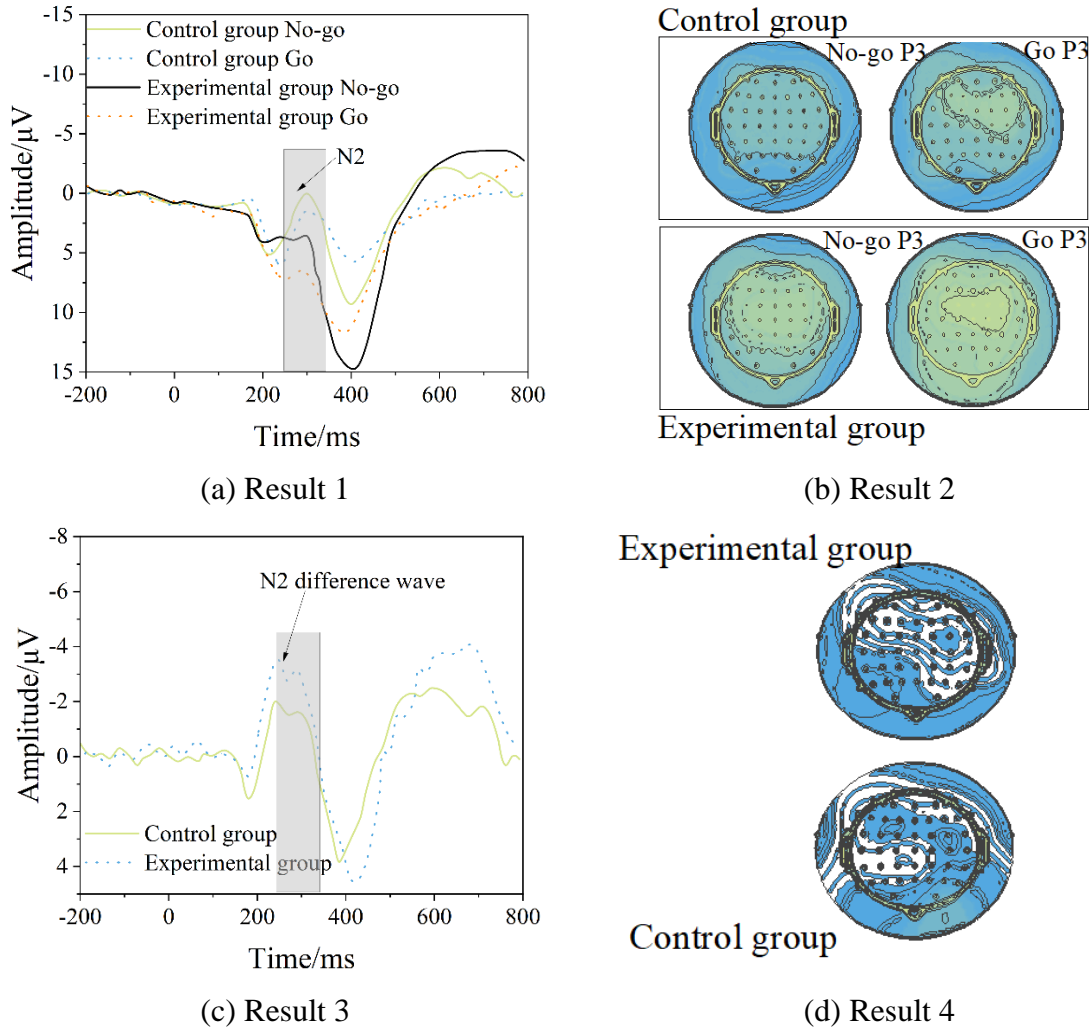 -15
-10
-5
0
5
10
15
-200
0
200
400
600
800
Amplitude/µV
Time/ms
Control group No-go
Control group Go
Experimental group No-go
Experimental group Go
N2
(a) Result 1
Control group
No-go P3
Go P3
No-go P3
Go P3
Experimental group
(b) Result 2
-8
-6
-4
-2
0
2
4
-200
0
200
400
600
800
Amplitude/µV
Time/ms
N2 difference wave
Control group
Experimental group
(c) Result 3
Experimental group
Control group
(d) Result 4